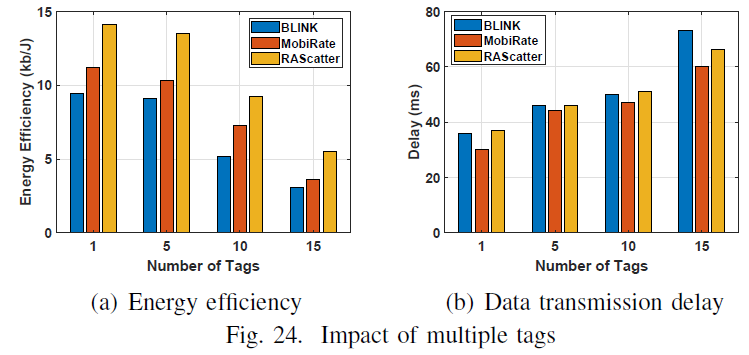 15
10
5
0
Energy Efficiency (kb/J)
BLINK
MobiRate
RAScatter
1 5 10 15
Number of Tags
(a) Energy efficiency
80
60
40
20
0
Delay (ms)
BLINK
MobiRate
RAScatter
1 5 10 15
Number of Tags
(b) Data transmission delay
Fig. 24. Impact of multiple tags